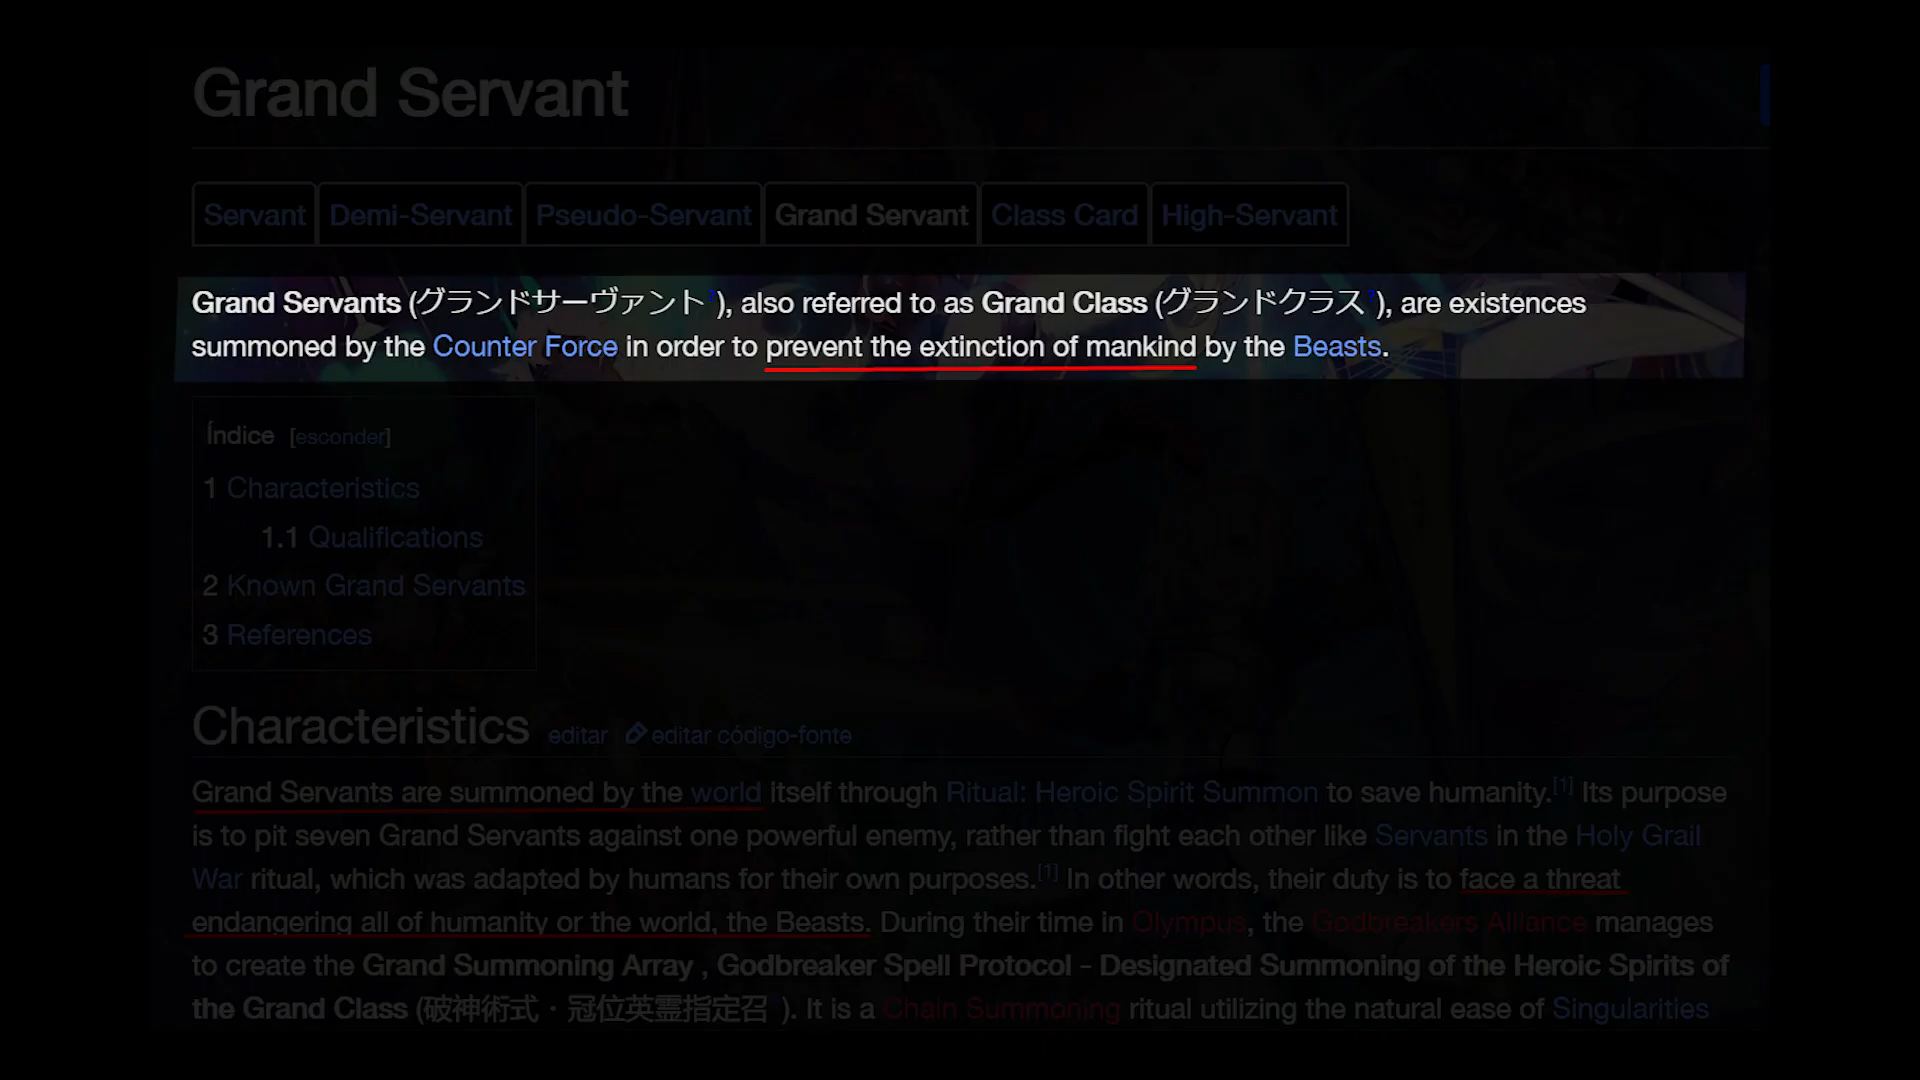 Grand Servant
Servant Demi-Servant Pseudo-Servant Grand Servant Class Card High-Servant
Grand Servants (グランドサーヴァント?), also referred to as Grand Class (グランドクラス?), are existences
summoned by the Counter Force in order to prevent the extinction of mankind by the Beasts.
Índice [esconder]
1 Characteristics
1.1 Qualifications
2 Known Grand Servants
3 References
Characteristics editar editar código-fonte
Grand Servants are summoned by the world itself through Ritual: Heroic Spirit Summon to save humanity.[1] Its purpose
is to pit seven Grand Servants against one powerful enemy, rather than fight each other like Servants in the Holy Grail
War ritual, which was adapted by humans for their own purposes.[1] In other words, their duty is to face a threat
endangering all of humanity or the world, the Beasts. During their time in Olympus, the Godbreakers Alliance manages
to create the Grand Summoning Array , Godbreaker Spell Protocol - Designated Summoning of the Heroic Spirits of
the Grand Class (破神術式・冠位英霊指定召 ). It is a Chain Summoning ritual utilizing the natural ease of Singularities